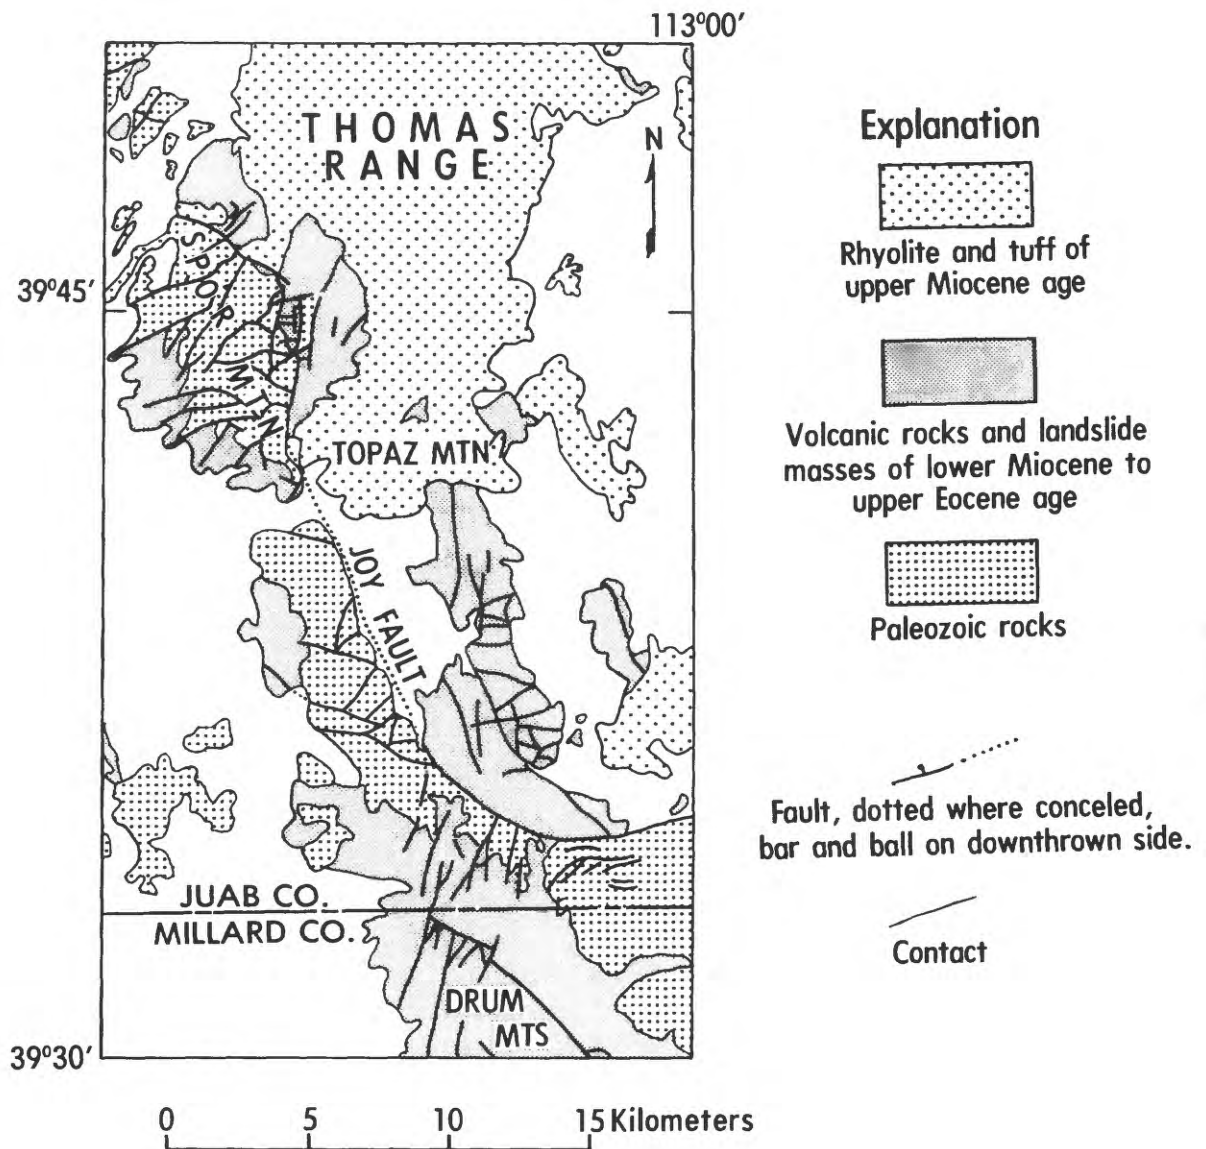 113°00'
THOMAS
RANGE
N
SPOR MTN
39°45'
TOPAZ MTN
JOY FAULT
JUAB CO.
MILLARD CO.
DRUM
MTS
39°30'
0 5 10 15 Kilometers
Explanation
Rhyolite and tuff of
upper Miocene age
Volcanic rocks and landslide
masses of lower Miocene to
upper Eocene age
Paleozoic rocks
Fault, dotted where conceled,
bar and ball on downthrown side.
Contact